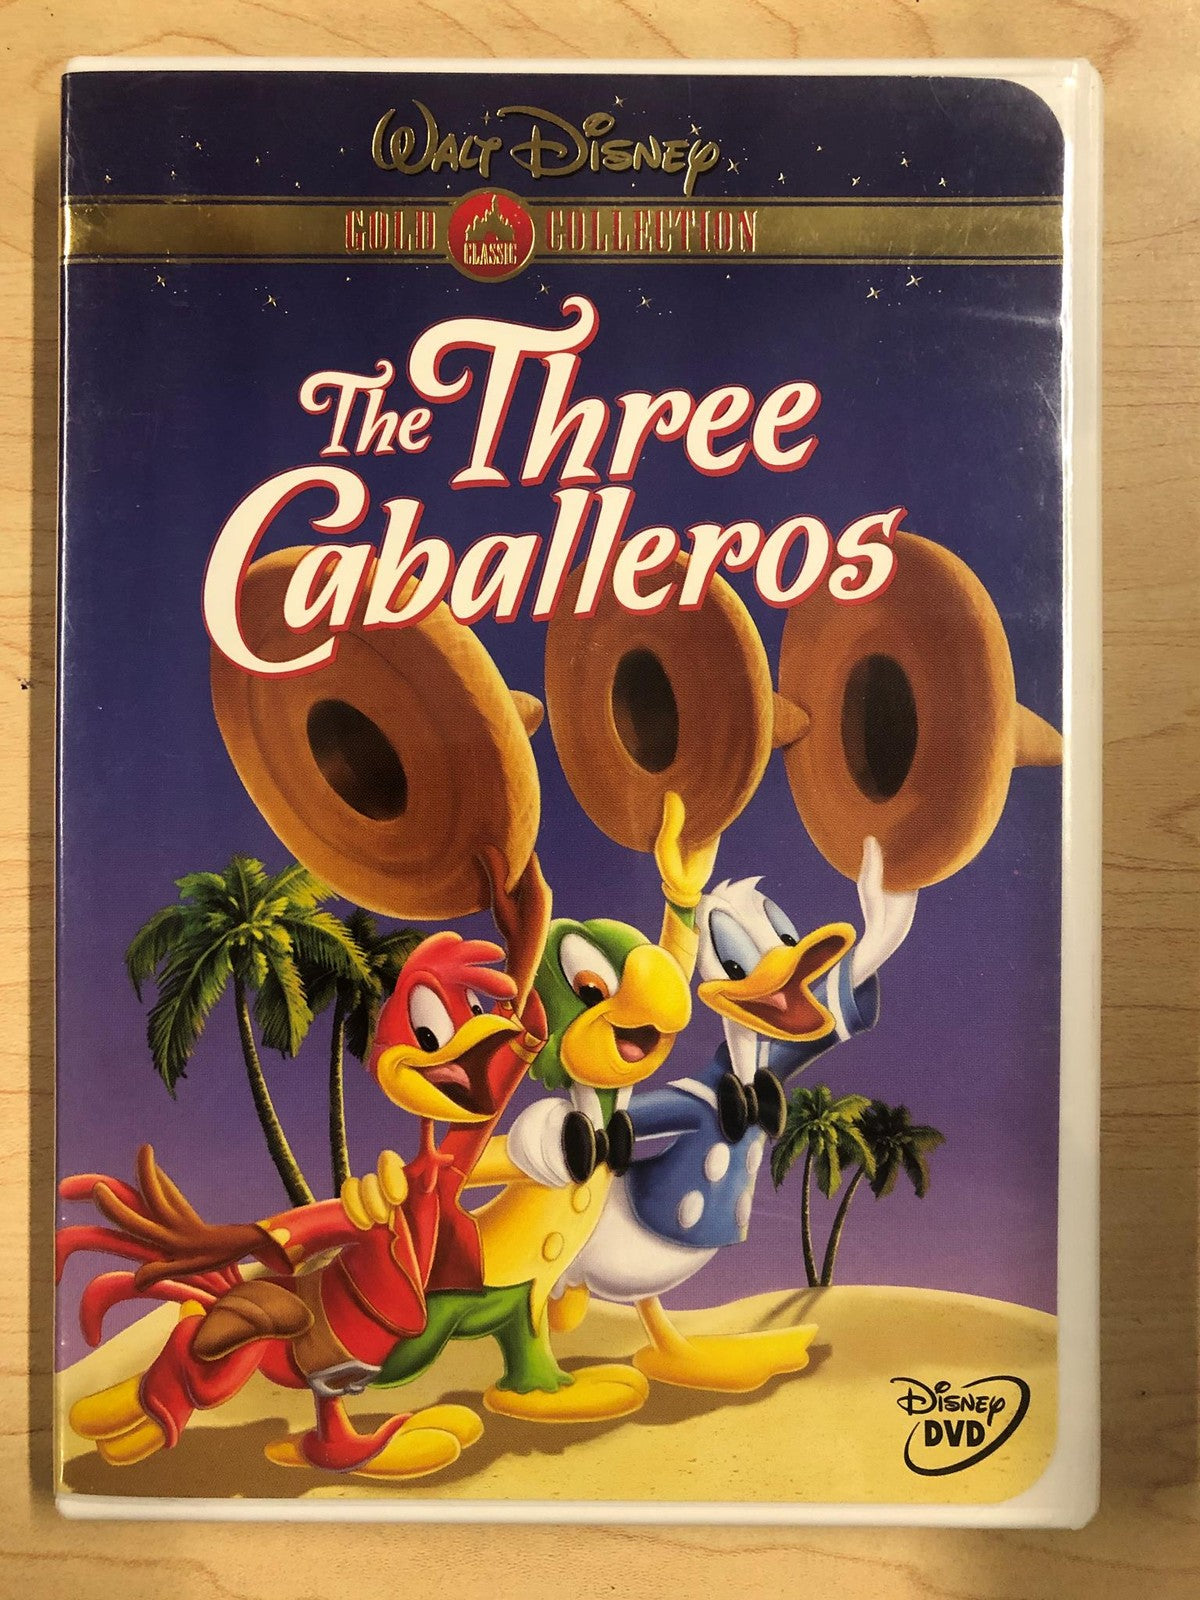 WALT DISNEY
GOLD CLASSIC COLLECTION
The Three
Caballeros
DISNEY
DVD